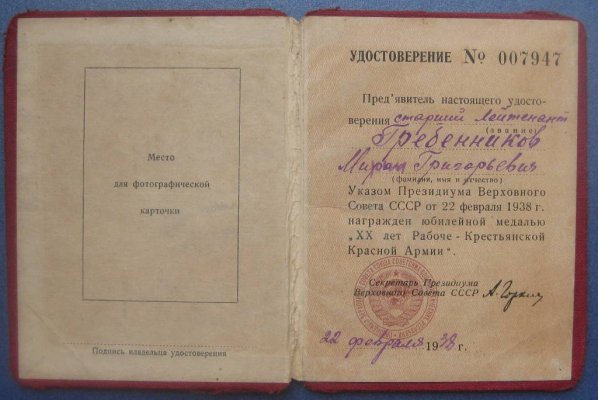 Место
для фотографической
карточки
Подпись владельца удостоверения
УДОСТОВЕРЕНИЕ № 007947
Пред'явитель настоящего удосто-
верения старший Лейтенант
(звание)
Гребенников
Мирон Григорьевич
(фамилия, имя и отчество)
Указом Президиума Верховного
Совета СССР от 22 февраля 1938 г.
награжден юбилейной медалью
„XX лет Рабоче-Крестьянской
Красной Армии".
Секретарь Президиума
Верховного Совета СССР А. Горкин
22 февраля 1938 г.